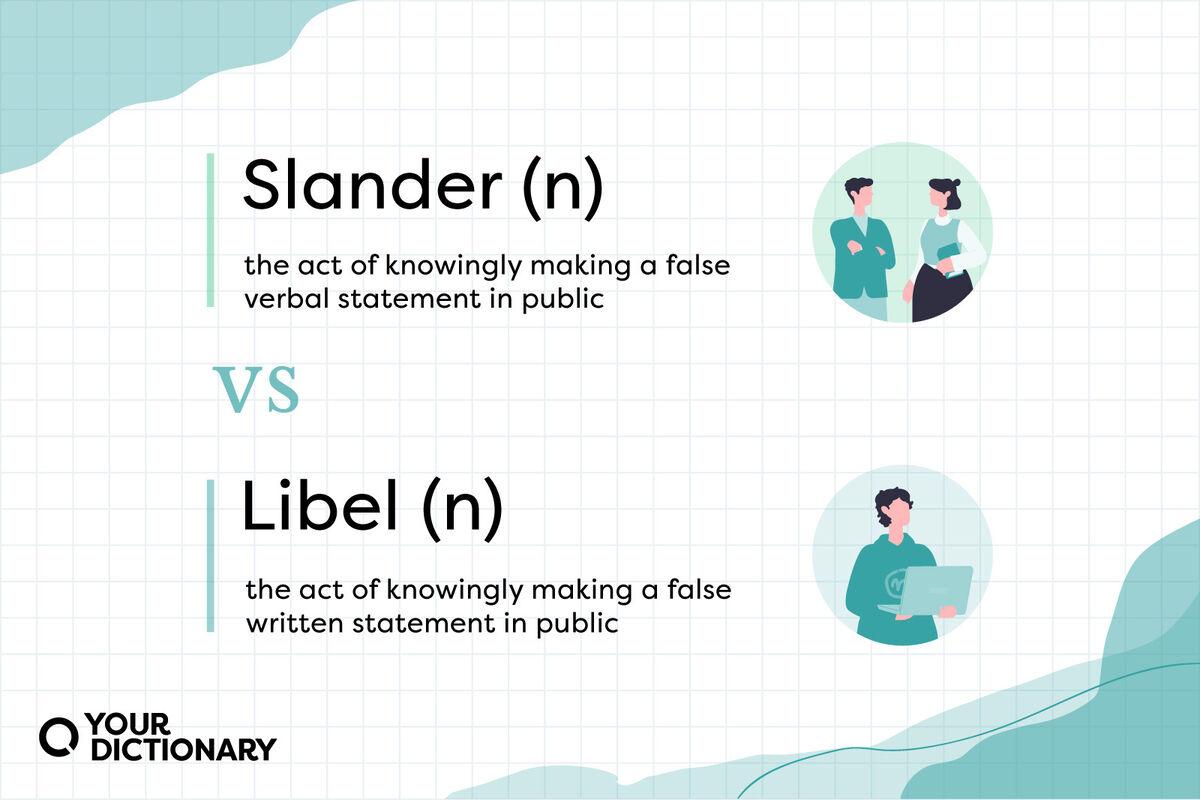 Slander (n)
the act of knowingly making a false
verbal statement in public
VS
Libel (n)
the act of knowingly making a false
written statement in public
YOUR
DICTIONARY